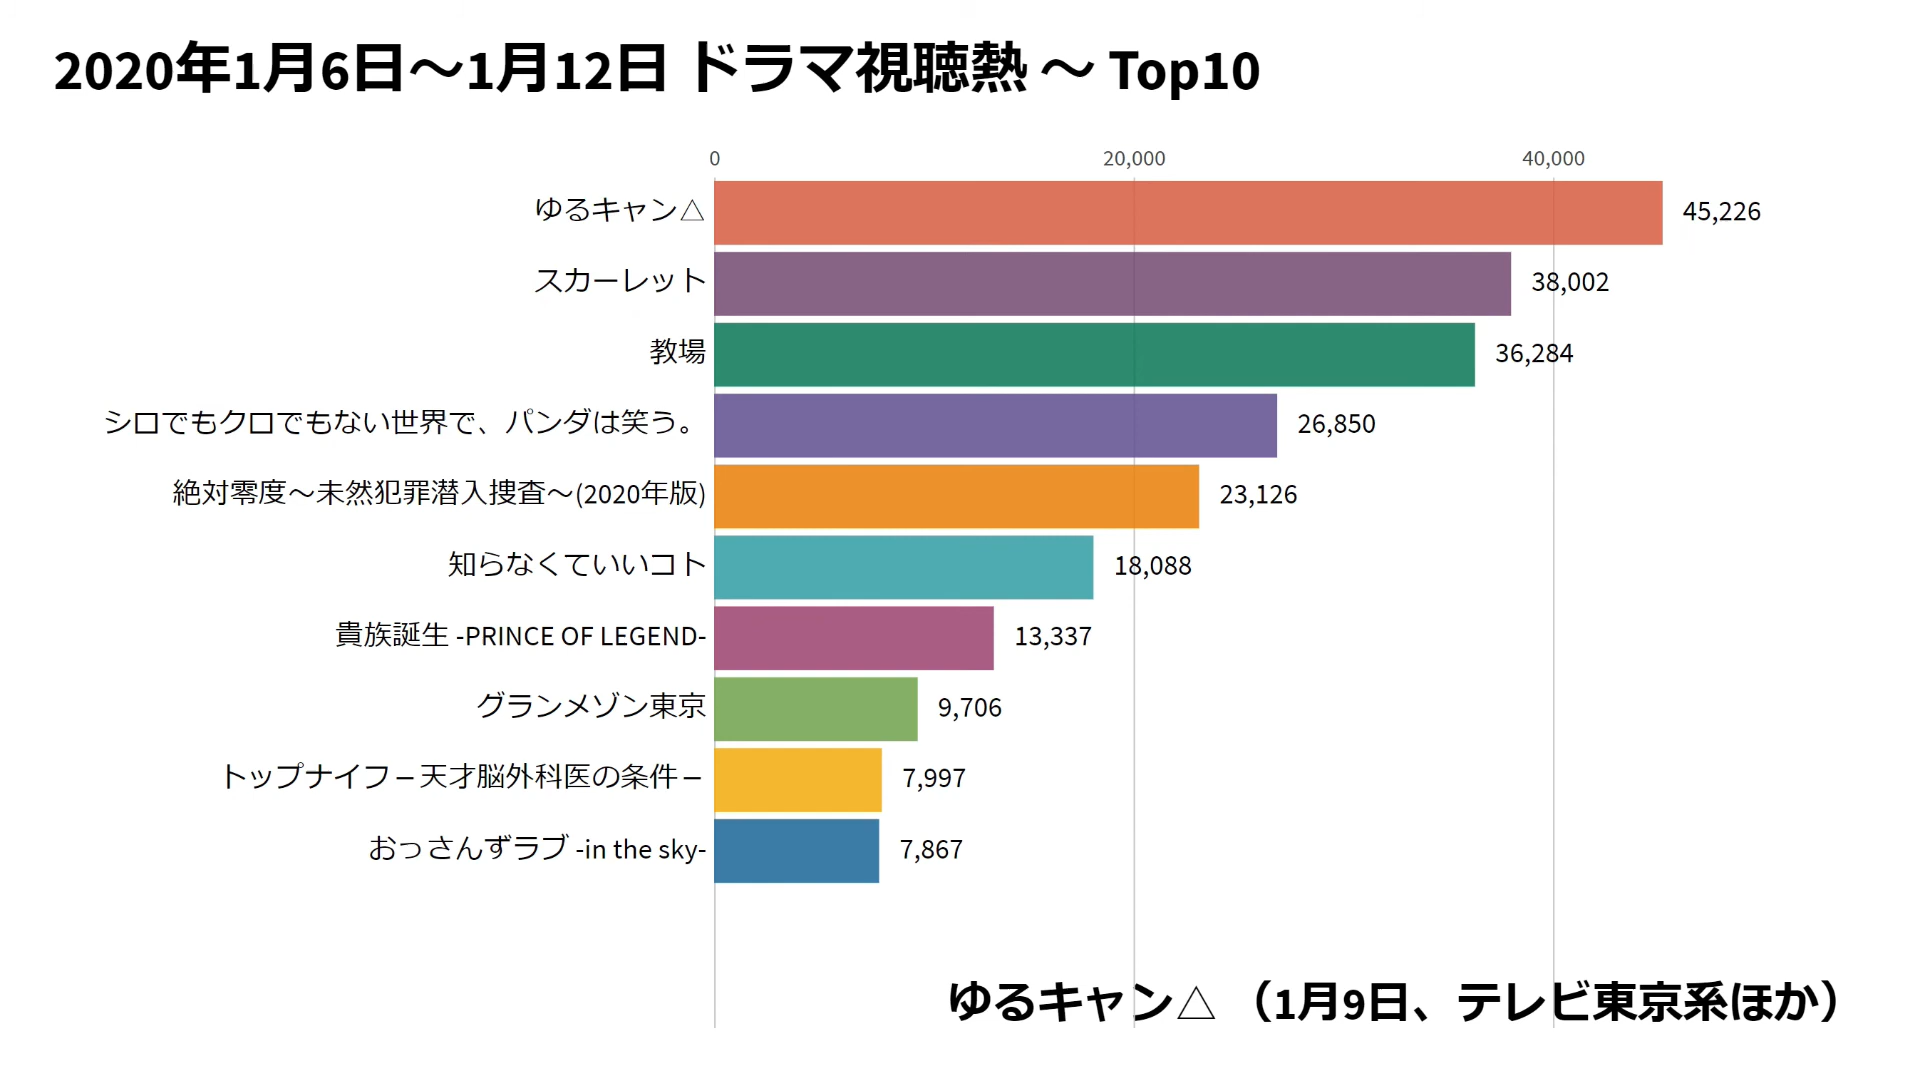 2020年1月6日～1月12日 ドラマ視聴熱 ～ Top10
0 20,000 40,000
ゆるキャン△ 45,226
スカーレット 38,002
教場 36,284
シロでもクロでもない世界で、パンダは笑う。 26,850
絶対零度～未然犯罪潜入捜査～(2020年版) 23,126
知らなくていいコト 18,088
貴族誕生 -PRINCE OF LEGEND- 13,337
グランメゾン東京 9,706
トップナイフ－天才脳外科医の条件－ 7,997
おっさんずラブ -in the sky- 7,867
ゆるキャン△（1月9日、テレビ東京系ほか）